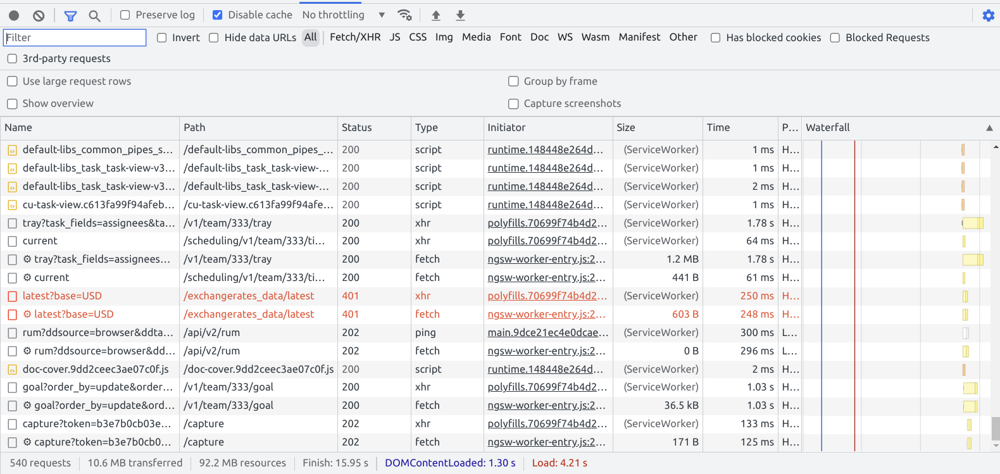 Preserve log Disable cache No throttling
Filter Invert Hide data URLs All Fetch/XHR JS CSS Img Media Font Doc WS Wasm Manifest Other Has blocked cookies Blocked Requests
3rd-party requests
Use large request rows Group by frame
Show overview Capture screenshots
Name Path Status Type Initiator Size Time P... Waterfall
default-libs_common_pipes_s... /default-libs_common_pipes_... 200 script runtime.148448e264d... (ServiceWorker) 1 ms H...
default-libs_task_task-view-v3... /default-libs_task_task-view-... 200 script runtime.148448e264d... (ServiceWorker) 1 ms H...
default-libs_task_task-view-v3... /default-libs_task_task-view-... 200 script runtime.148448e264d... (ServiceWorker) 2 ms H...
cu-task-view.c613fa99f94afeb... /cu-task-view.c613fa99f94afe... 200 script runtime.148448e264d... (ServiceWorker) 1 ms H...
tray?task_fields=assignees&ta... /v1/team/333/tray 200 xhr polyfills.70699f74b4d2... (ServiceWorker) 1.78 s H...
current /scheduling/v1/team/333/ti... 200 xhr polyfills.70699f74b4d2... (ServiceWorker) 64 ms H...
⚙ tray?task_fields=assignees... /v1/team/333/tray 200 fetch ngsw-worker-entry.js:2... 1.2 MB 1.78 s H...
⚙ current /scheduling/v1/team/333/ti... 200 fetch ngsw-worker-entry.js:2... 441 B 61 ms H...
latest?base=USD /exchangerates_data/latest 401 xhr polyfills.70699f74b4d2... (ServiceWorker) 250 ms H...
⚙ latest?base=USD /exchangerates_data/latest 401 fetch ngsw-worker-entry.js:2... 603 B 248 ms H...
rum?ddsource=browser&ddta... /api/v2/rum 202 ping main.9dce21ec4e0dcae... (ServiceWorker) 300 ms L...
⚙ rum?ddsource=browser&dd... /api/v2/rum 202 fetch ngsw-worker-entry.js:2... 0 B 296 ms L...
doc-cover.9dd2ceec3ae07c0f.js /doc-cover.9dd2ceec3ae07c0f.js 200 script runtime.148448e264d... (ServiceWorker) 2 ms H...
goal?order_by=update&order... /v1/team/333/goal 200 xhr polyfills.70699f74b4d2... (ServiceWorker) 1.03 s H...
⚙ goal?order_by=update&ord... /v1/team/333/goal 200 fetch ngsw-worker-entry.js:2... 36.5 kB 1.03 s H...
capture?token=b3e7b0cb03e... /capture 202 xhr polyfills.70699f74b4d2... (ServiceWorker) 133 ms H...
⚙ capture?token=b3e7b0cb0... /capture 202 fetch ngsw-worker-entry.js:2... 171 B 125 ms H...
540 requests 10.6 MB transferred 92.2 MB resources Finish: 15.95 s DOMContentLoaded: 1.30 s Load: 4.21 s